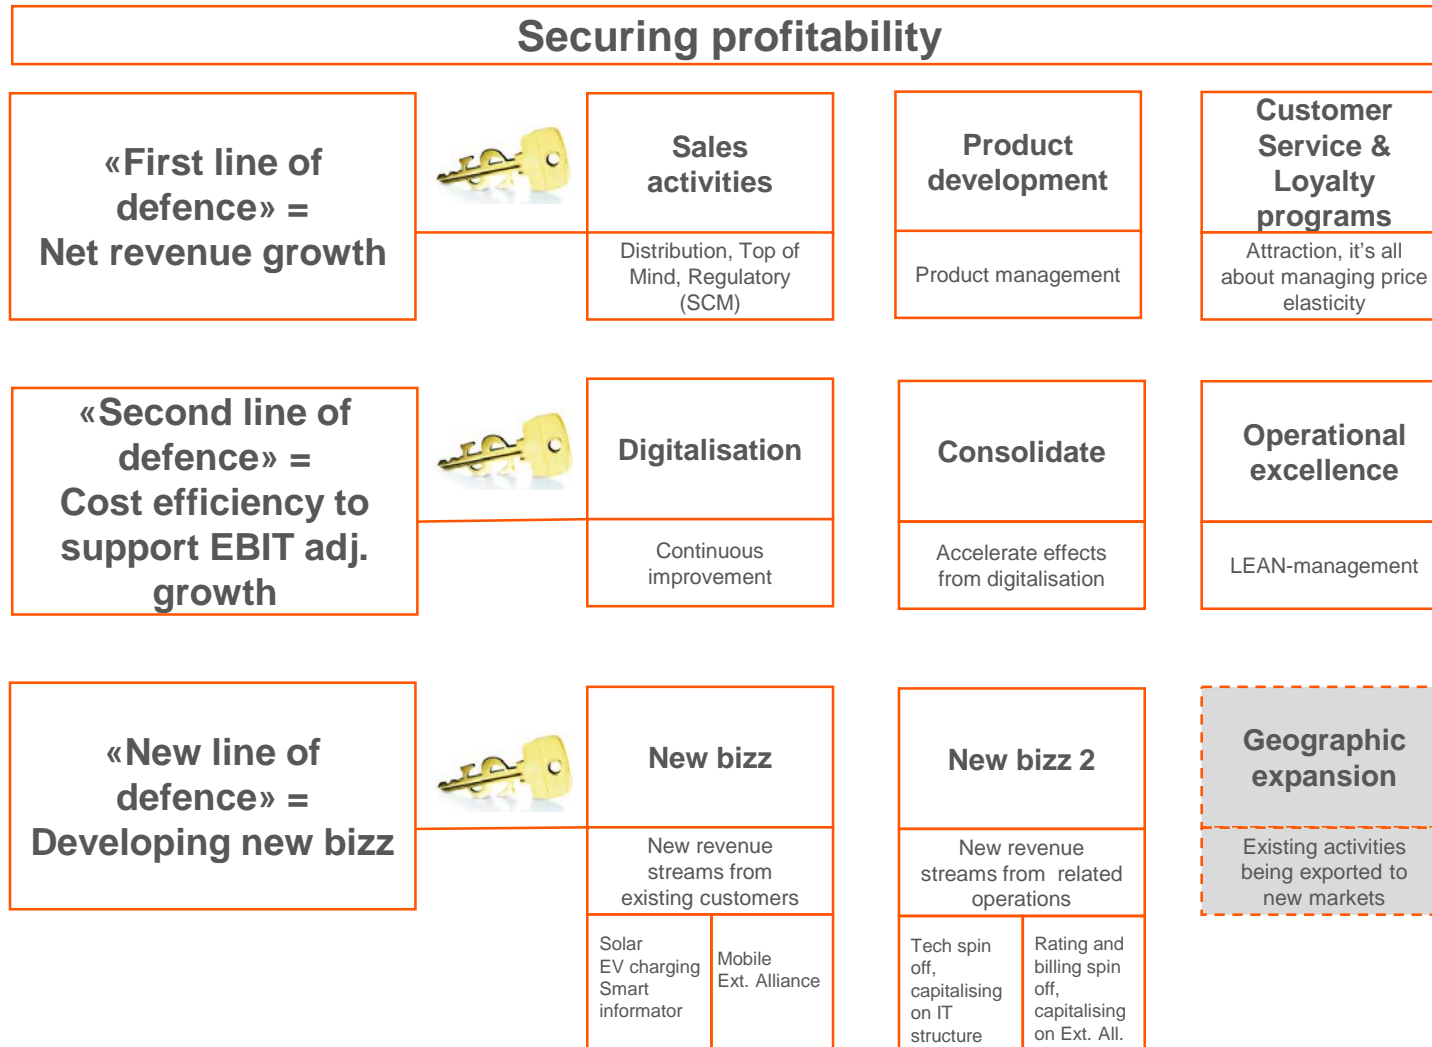 Securing profitability
«First line of
defence» =
Net revenue growth
Sales
activities
Distribution, Top of
Mind, Regulatory
(SCM)
Product
development
Product management
Customer
Service &
Loyalty
programs
Attraction, it's all
about managing price
elasticity
«Second line of
defence» =
Cost efficiency to
support EBIT adj.
growth
Digitalisation
Continuous
improvement
Consolidate
Accelerate effects
from digitalisation
Operational
excellence
LEAN-management
«New line of
defence» =
Developing new bizz
New bizz
New revenue
streams from
existing customers
Solar
EV charging
Smart
informator
Mobile
Ext. Alliance
New bizz 2
New revenue
streams from related
operations
Tech spin
off,
capitalising
on IT
structure
Rating and
billing spin
off,
capitalising
on Ext. All.
Geographic
expansion
Existing activities
being exported to
new markets